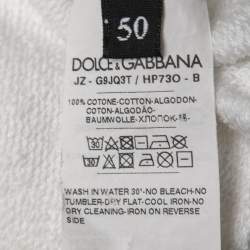 50
DOLCE & GABBANA
JZ - G9JQ3T / HP730 - B
100% COTONE-COTTON-ALGODON
COTON-ALGODÃO-
BAUMWOLLE-ХЛОПОК-棉-
WASH IN WATER 30°-NO BLEACH-NO
TUMBLER-DRY FLAT-COOL IRON-NO
DRY CLEANING-IRON ON REVERSE
SIDE